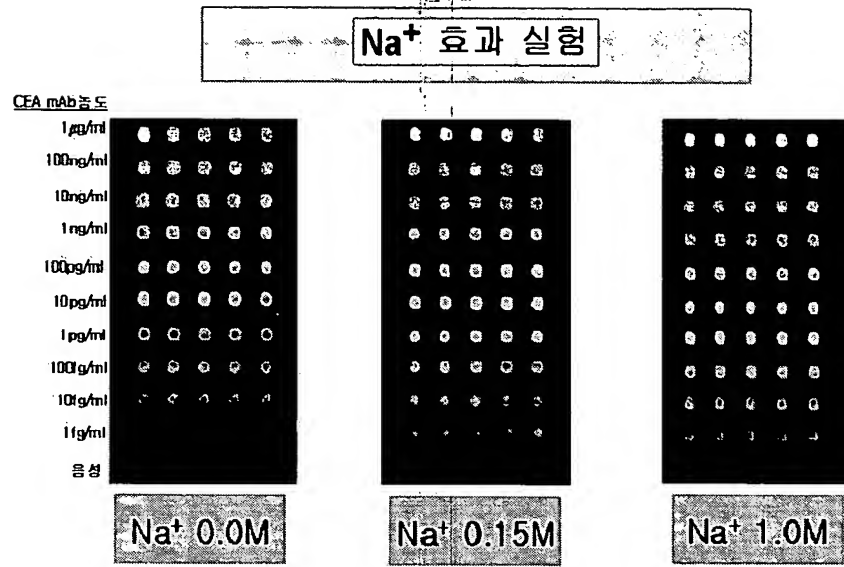 Na⁺ 효과 실험
CEA mAb농도
1㎍/ml
100ng/ml
10ng/ml
1ng/ml
100pg/ml
10pg/ml
1pg/ml
100fg/ml
10fg/ml
1fg/ml
음성
Na⁺ 0.0M
Na⁺ 0.15M
Na⁺ 1.0M